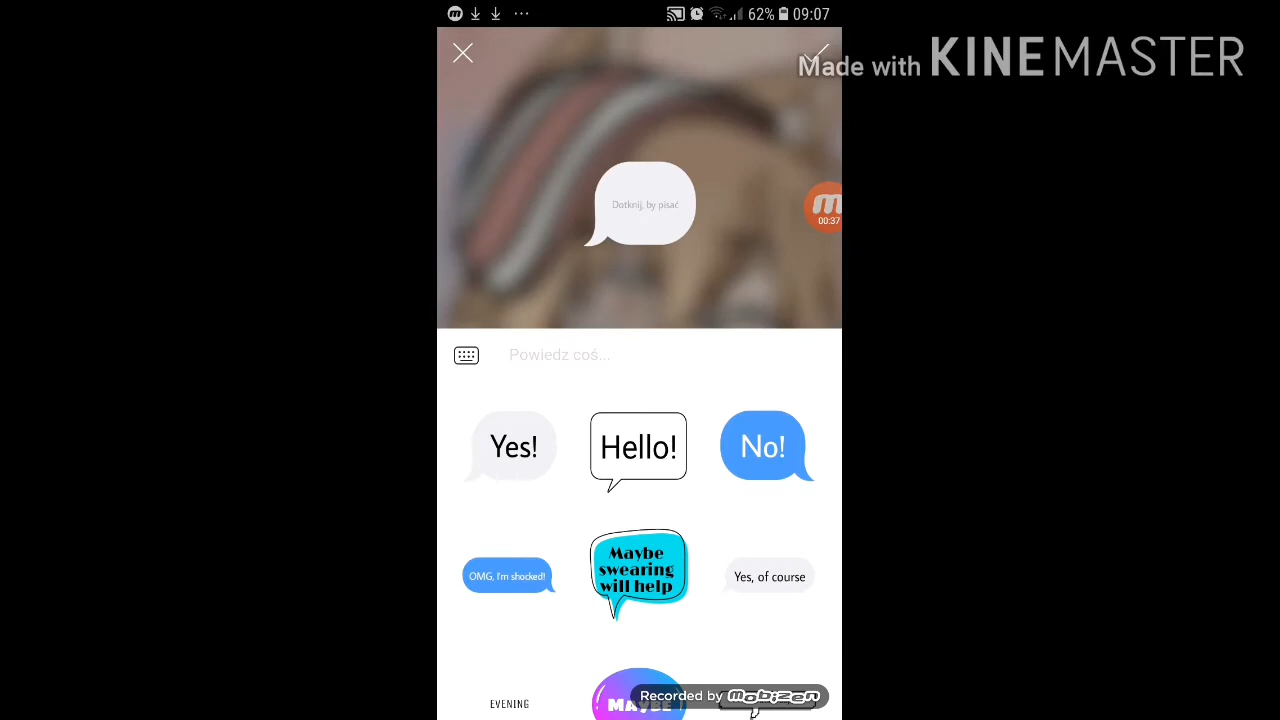 62% 09:07
Made with KINEMASTER
Dotknij, by pisać
00:37
Powiedz coś...
Yes!
Hello!
No!
OMG, I'm shocked!
Maybe
swearing
will help
Yes, of course
EVENING
MAYBE
Recorded by mobizen